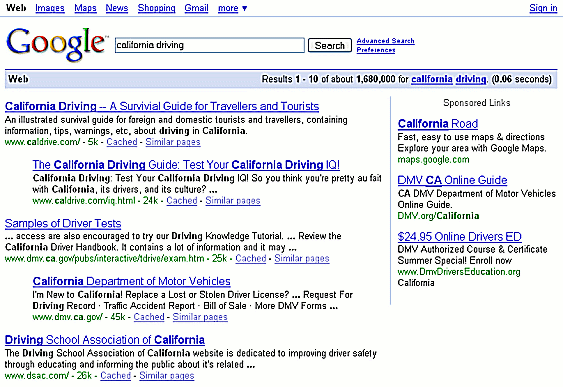 Web Images Maps News Shopping Gmail more ▼ Sign in
Google™ california driving Search Advanced Search
Preferences
Web Results 1 - 10 of about 1,680,000 for california driving. (0.06 seconds)
California Driving -- A Survivial Guide for Travellers and Tourists
An illustrated survival guide for foreign and domestic tourists and travellers, containing
information, tips, warnings, etc, about driving in California.
www.caldrive.com/ - 5k - Cached - Similar pages
The California Driving Guide: Test Your California Driving IQ!
California Driving: Test Your California Driving IQ! So you think you're pretty au fait
with California, its drivers, and its culture? ...
www.caldrive.com/iq.html - 24k - Cached - Similar pages
Samples of Driver Tests
... access are also encouraged to try our Driving Knowledge Tutorial. ... Review the
California Driver Handbook. It contains a lot of information and it may ...
www.dmv.ca.gov/pubs/interactive/tdrive/exam.htm - 25k - Cached - Similar pages
California Department of Motor Vehicles
I'm New to California! Replace a Lost or Stolen Driver License? ... Request For
Driving Record · Traffic Accident Report · Bill of Sale · More DMV Forms ...
www.dmv.ca.gov/ - 45k - Cached - Similar pages
Driving School Association of California
The Driving School Association of California website is dedicated to improving driver safety
through educating and informing the public about it's related ...
www.dsac.com/ - 26k - Cached - Similar pages
Sponsored Links
California Road
Fast, easy to use maps & directions
Explore your area with Google Maps.
maps.google.com
DMV CA Online Guide
CA DMV Department of Motor Vehicles
Online Guide.
DMV.org/California
$24.95 Online Drivers ED
DMV Authorized Course & Certificate
Summer Special! Enroll now
www.DmvDriversEducation.org
California